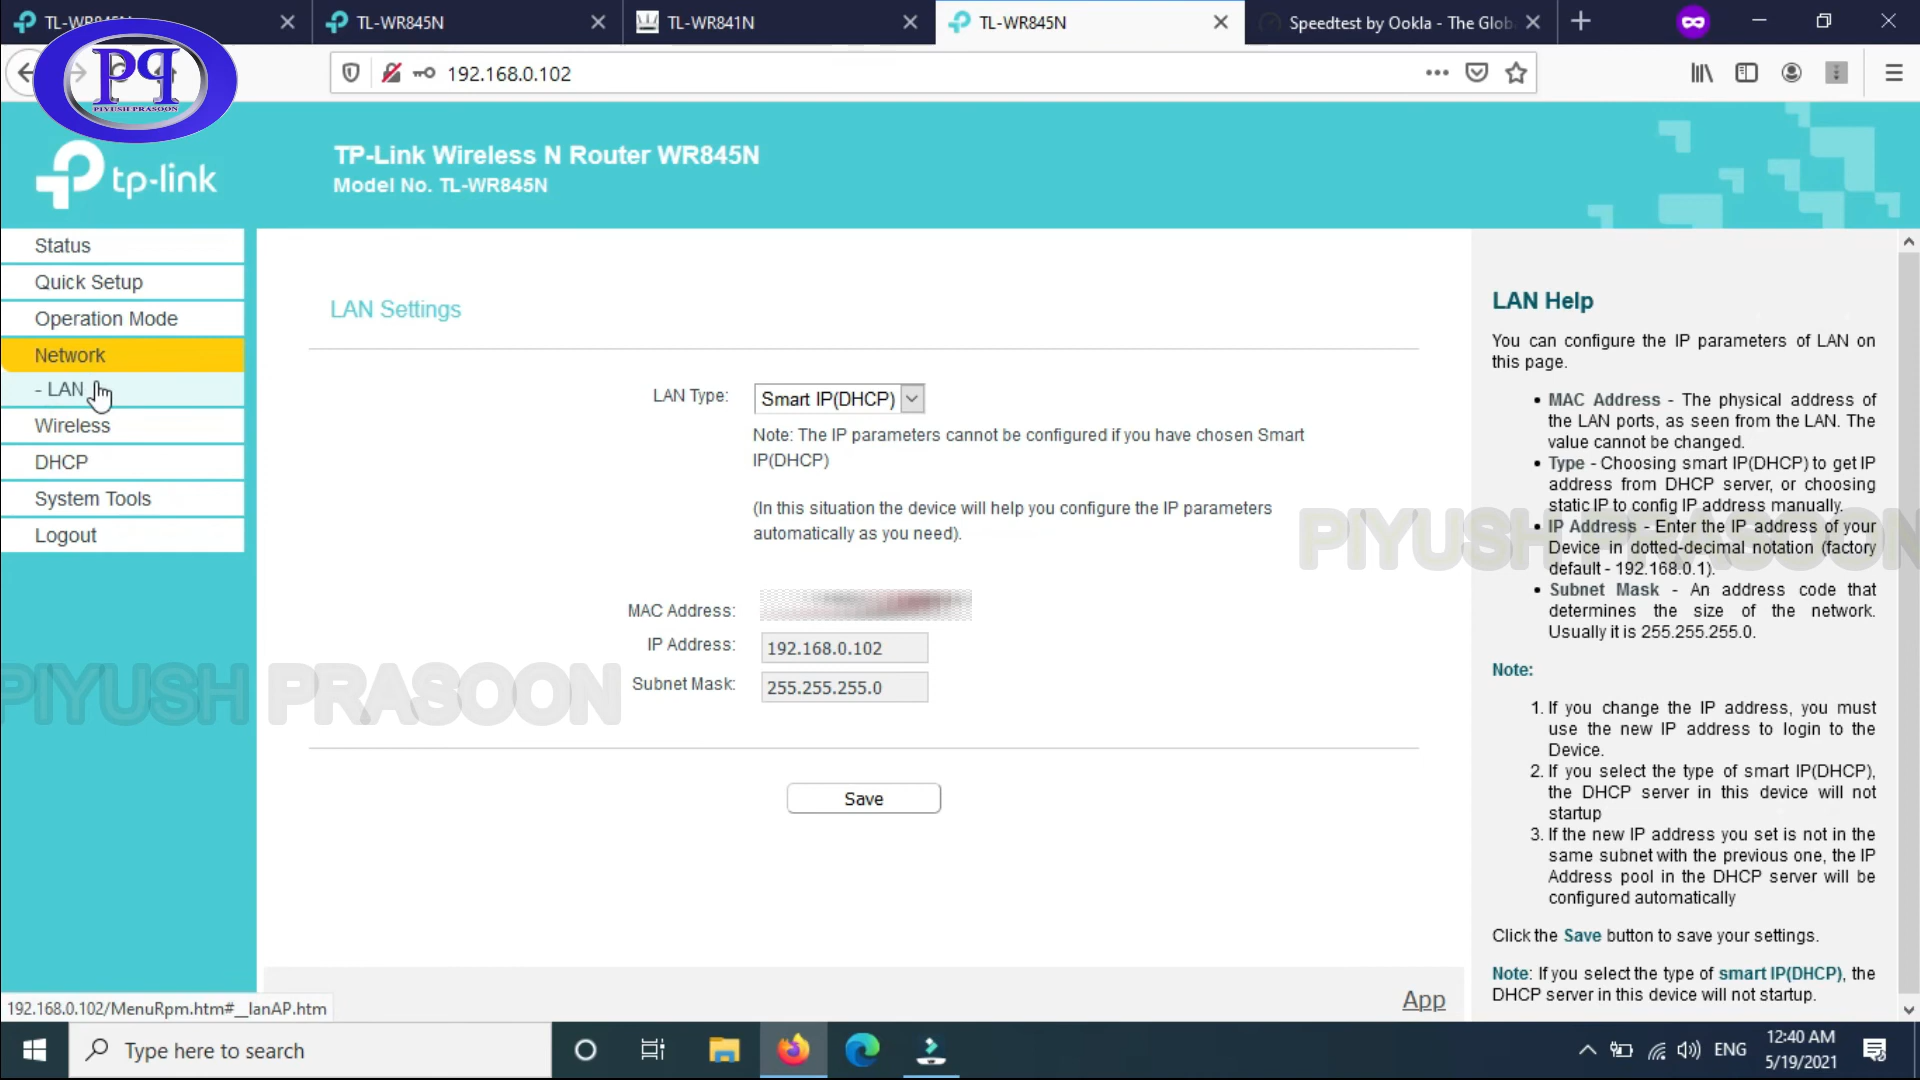 TL-WR845N
TL-WR845N
TL-WR841N
TL-WR845N
Speedtest by Ookla - The Glob
PIYUSH PRASOON
192.168.0.102
tp-link
TP-Link Wireless N Router WR845N
Model No. TL-WR845N
Status
Quick Setup
Operation Mode
Network
- LAN
Wireless
DHCP
System Tools
Logout
LAN Settings
LAN Type:
Smart IP(DHCP)
Note: The IP parameters cannot be configured if you have chosen Smart
IP(DHCP)
(In this situation the device will help you configure the IP parameters
automatically as you need).
MAC Address:
IP Address:
192.168.0.102
Subnet Mask:
255.255.255.0
Save
App
LAN Help
You can configure the IP parameters of LAN on
this page.
• MAC Address - The physical address of
the LAN ports, as seen from the LAN. The
value cannot be changed.
• Type - Choosing smart IP(DHCP) to get IP
address from DHCP server, or choosing
static IP to config IP address manually.
• IP Address - Enter the IP address of your
Device in dotted-decimal notation (factory
default - 192.168.0.1).
• Subnet Mask - An address code that
determines the size of the network.
Usually it is 255.255.255.0.
Note:
1. If you change the IP address, you must
use the new IP address to login to the
Device.
2. If you select the type of smart IP(DHCP),
the DHCP server in this device will not
startup
3. If the new IP address you set is not in the
same subnet with the previous one, the IP
Address pool in the DHCP server will be
configured automatically
Click the Save button to save your settings.
Note: If you select the type of smart IP(DHCP), the
DHCP server in this device will not startup.
PIYUSH PRASOON
PIYUSH PRASOON
192.168.0.102/MenuRpm.htm#__lanAP.htm
Type here to search
ENG
12:40 AM
5/19/2021